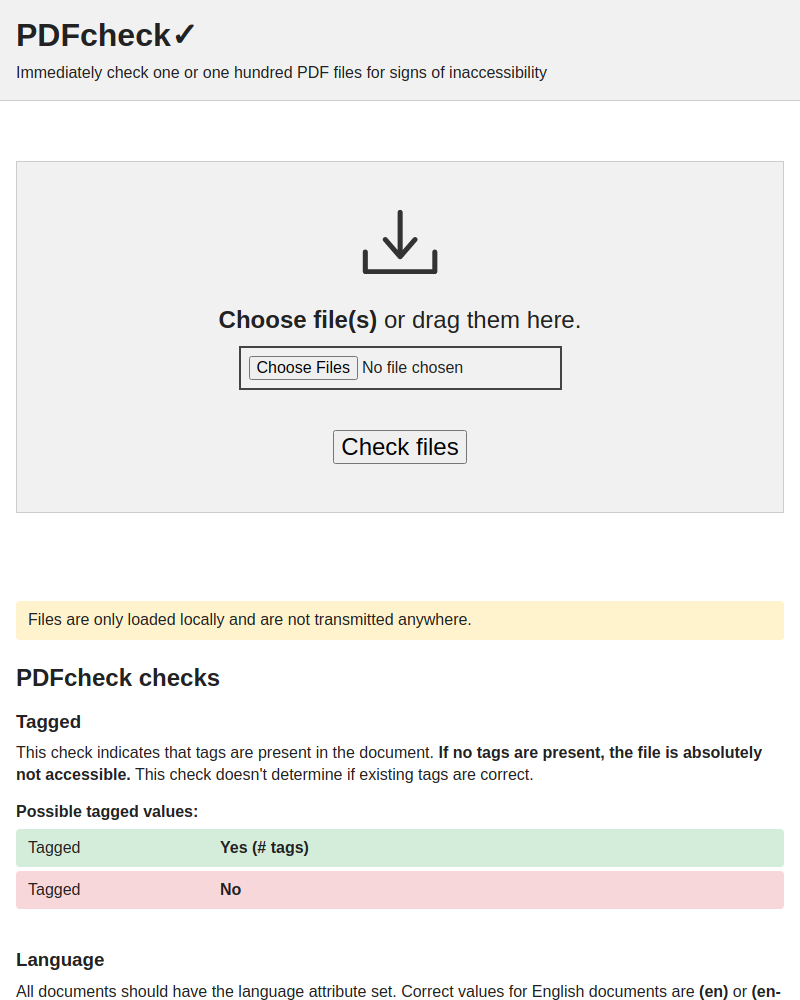 PDFcheck✓
Immediately check one or one hundred PDF files for signs of inaccessibility
Choose file(s) or drag them here.
Choose Files No file chosen
Check files
Files are only loaded locally and are not transmitted anywhere.
PDFcheck checks
Tagged
This check indicates that tags are present in the document. If no tags are present, the file is absolutely
not accessible. This check doesn't determine if existing tags are correct.
Possible tagged values:
Tagged Yes (# tags)
Tagged No
Language
All documents should have the language attribute set. Correct values for English documents are (en) or (en-